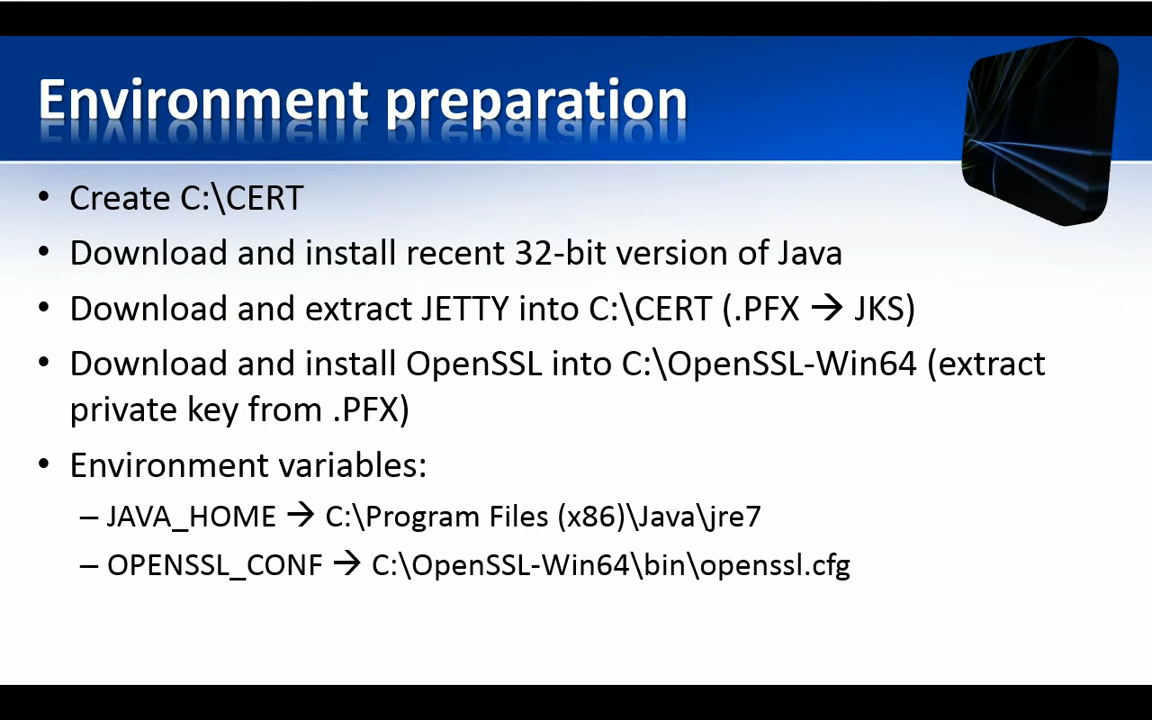 Environment preparation
• Create C:\CERT
• Download and install recent 32-bit version of Java
• Download and extract JETTY into C:\CERT (.PFX → JKS)
• Download and install OpenSSL into C:\OpenSSL-Win64 (extract
private key from .PFX)
• Environment variables:
– JAVA_HOME → C:\Program Files (x86)\Java\jre7
– OPENSSL_CONF → C:\OpenSSL-Win64\bin\openssl.cfg